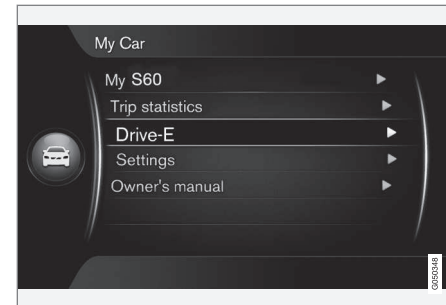 My Car
My S60
Trip statistics
Drive-E
Settings
Owner's manual
G050348